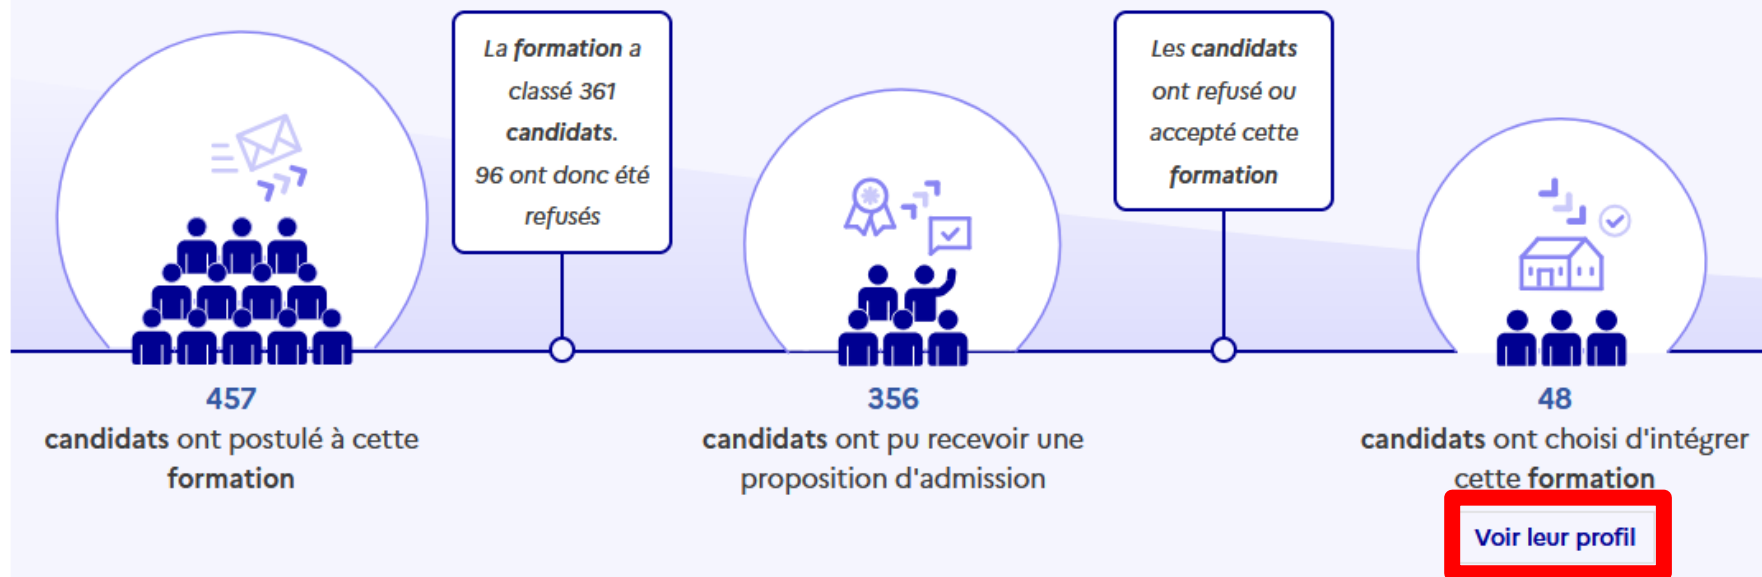 La formation a
classé 361
candidats.
96 ont donc été
refusés
Les candidats
ont refusé ou
accepté cette
formation
457
candidats ont postulé à cette
formation
356
candidats ont pu recevoir une
proposition d'admission
48
candidats ont choisi d'intégrer
cette formation
Voir leur profil